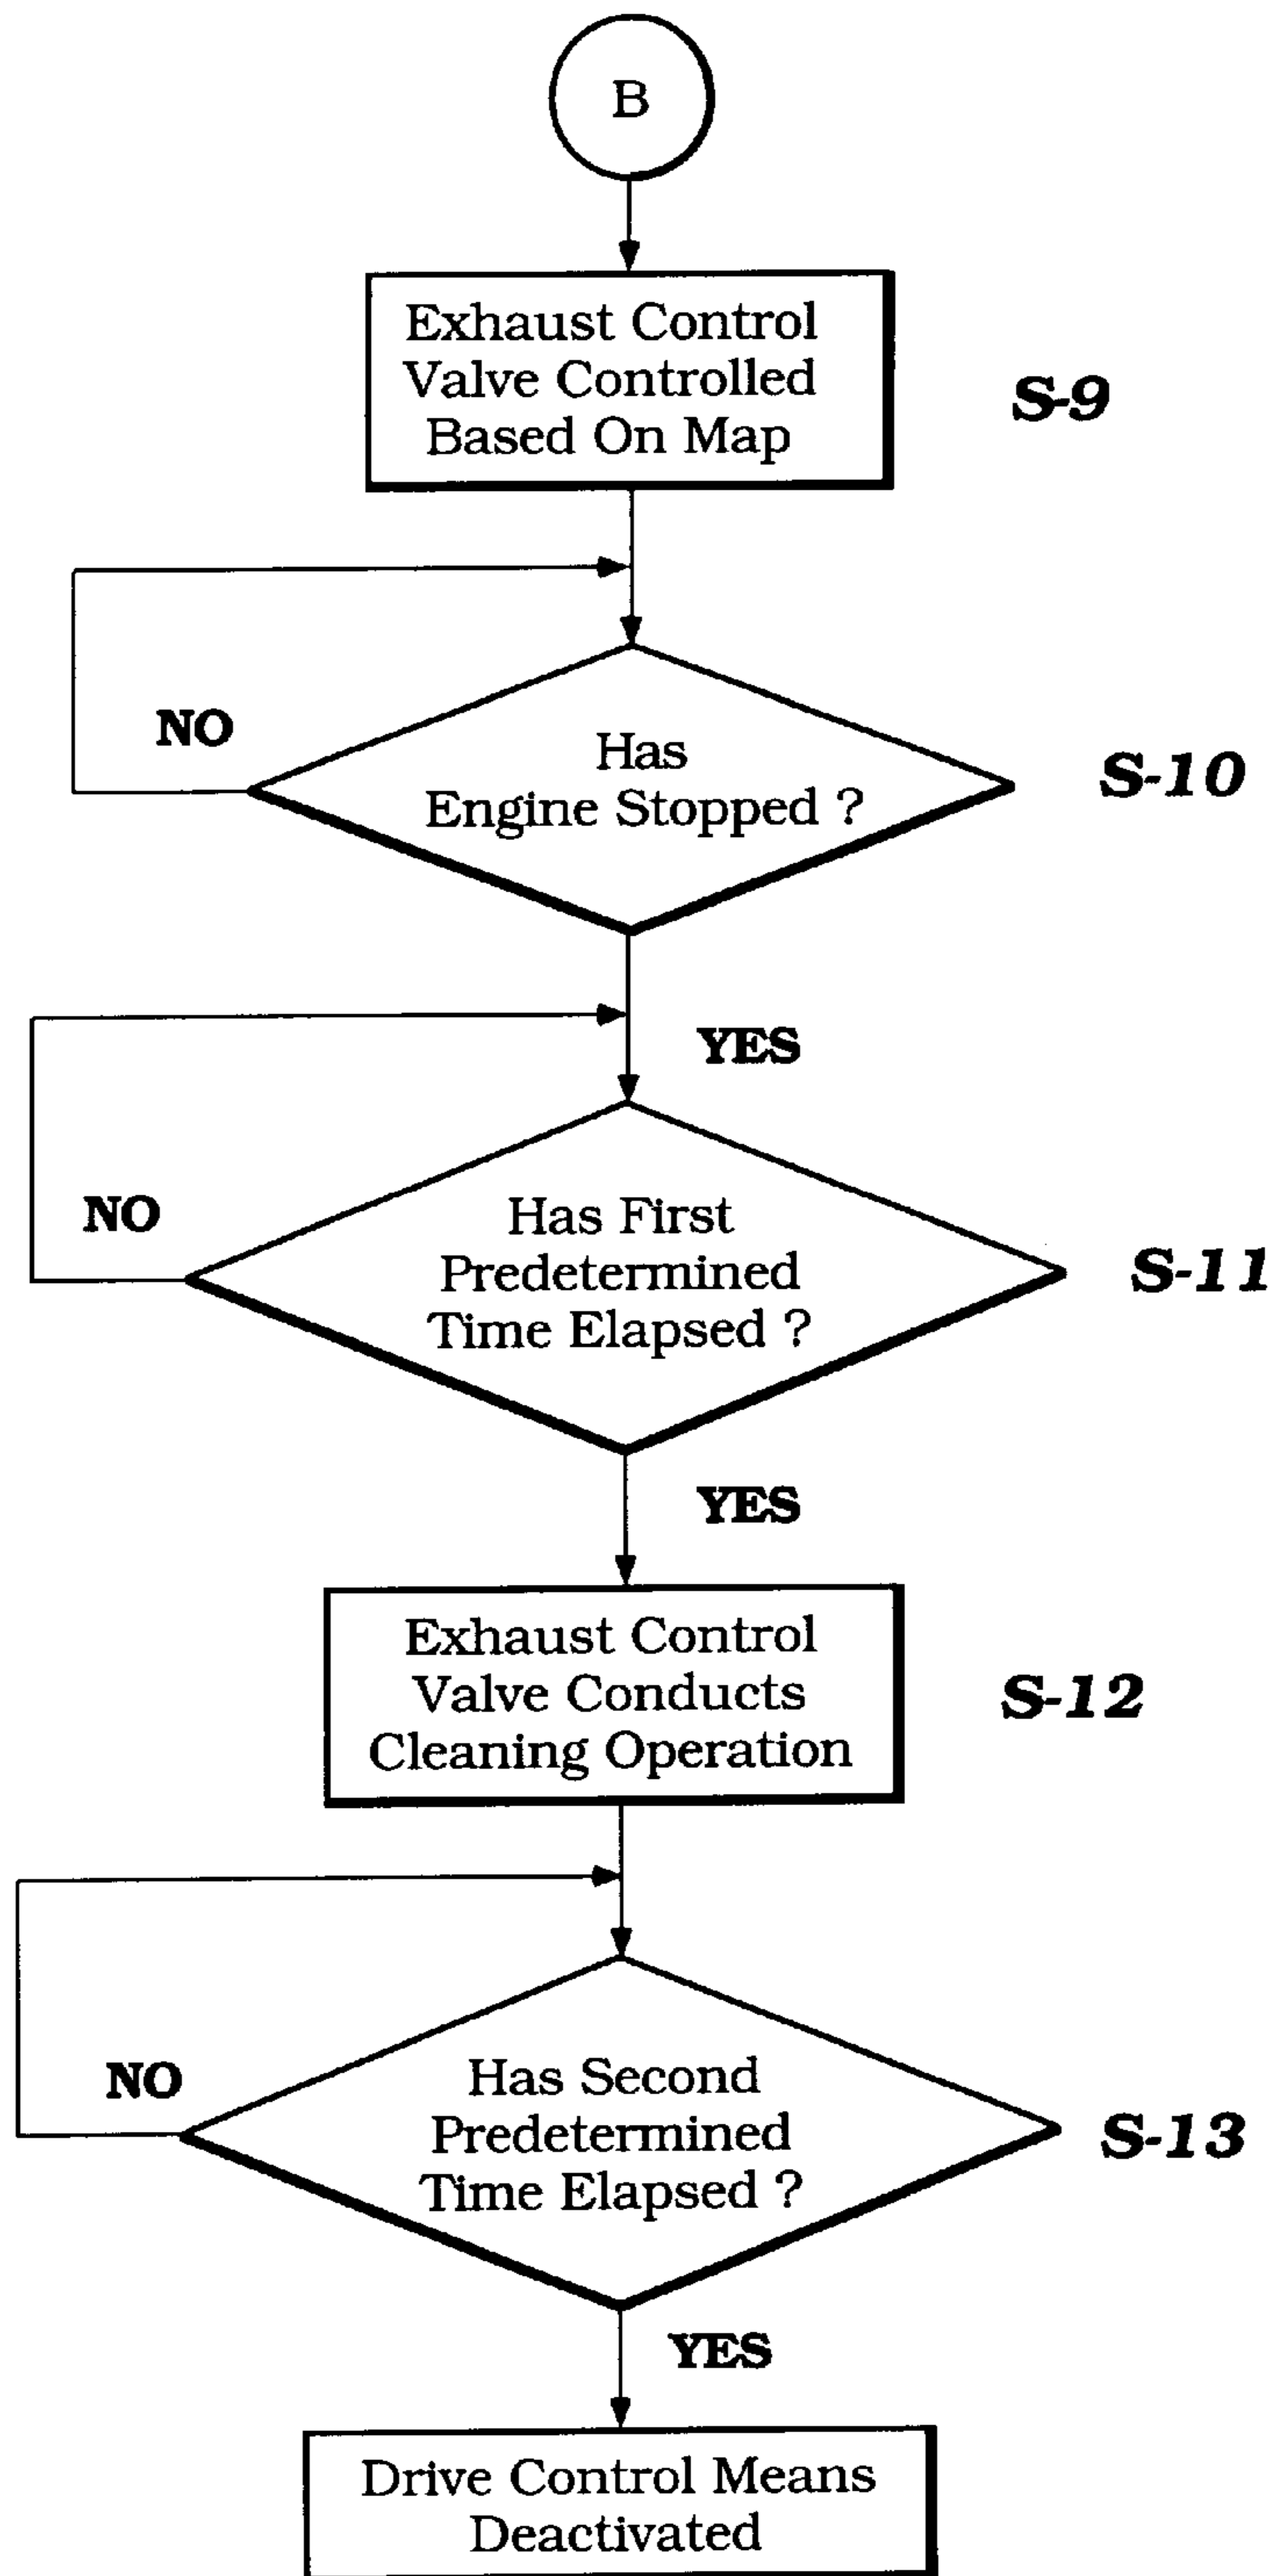 B
Exhaust Control
Valve Controlled
Based On Map
S-9
NO
Has
Engine Stopped ?
S-10
YES
NO
Has First
Predetermined
Time Elapsed ?
S-11
YES
Exhaust Control
Valve Conducts
Cleaning Operation
S-12
NO
Has Second
Predetermined
Time Elapsed ?
S-13
YES
Drive Control Means
Deactivated